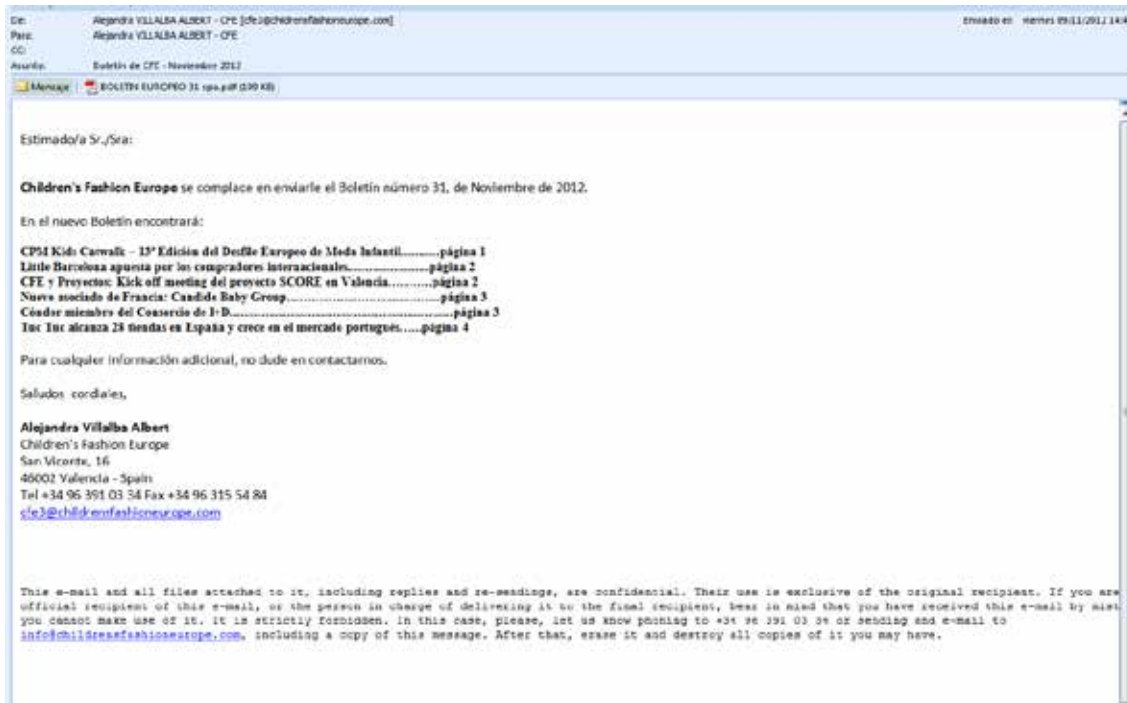 De: Alejandra VILLALBA ALBERT - CFE [cfe3@childrensfashioneurope.com] Enviado el: viernes 09/11/2012 14:4
Para: Alejandra VILLALBA ALBERT - CFE
CC:
Asunto: Boletín de CFE - Noviembre 2012
Mensaje BOLETIN EUROPEO 31 spa.pdf
Estimado/a Sr./Sra:
Children's Fashion Europe se complace en enviarle el Boletín número 31, de Noviembre de 2012.
En el nuevo Boletín encontrará:
CPM Kids Catwalk – 15ª Edición del Desfile Europeo de Moda Infantil..........página 1
Little Barcelona apuesta por los compradores internacionales......................página 2
CFE y Proyectos: Kick off meeting del proyecto SCORE en Valencia............página 2
Nuevo asociado de Francia: Candide Baby Group.........................................página 3
Cóndor miembro del Consorcio de I+D............................................................página 3
Tuc Tuc alcanza 28 tiendas en España y crece en el mercado portugués......página 4
Para cualquier información adicional, no dude en contactarnos.
Saludos cordiales,
Alejandra Villalba Albert
Children's Fashion Europe
San Vicente, 16
46002 Valencia - Spain
Tel +34 96 391 03 34 Fax +34 96 315 54 84
cfe3@childrensfashioneurope.com
This e-mail and all files attached to it, including replies and re-sendings, are confidential. Their use is exclusive of the original recipient. If you are
official recipient of this e-mail, or the person in charge of delivering it to the final recipient, bear in mind that you have received this e-mail by mist
you cannot make use of it. It is strictly forbidden. In this case, please, let us know phoning to +34 96 391 03 34 or sending and e-mail to
info@childrensfashioneurope.com, including a copy of this message. After that, erase it and destroy all copies of it you may have.